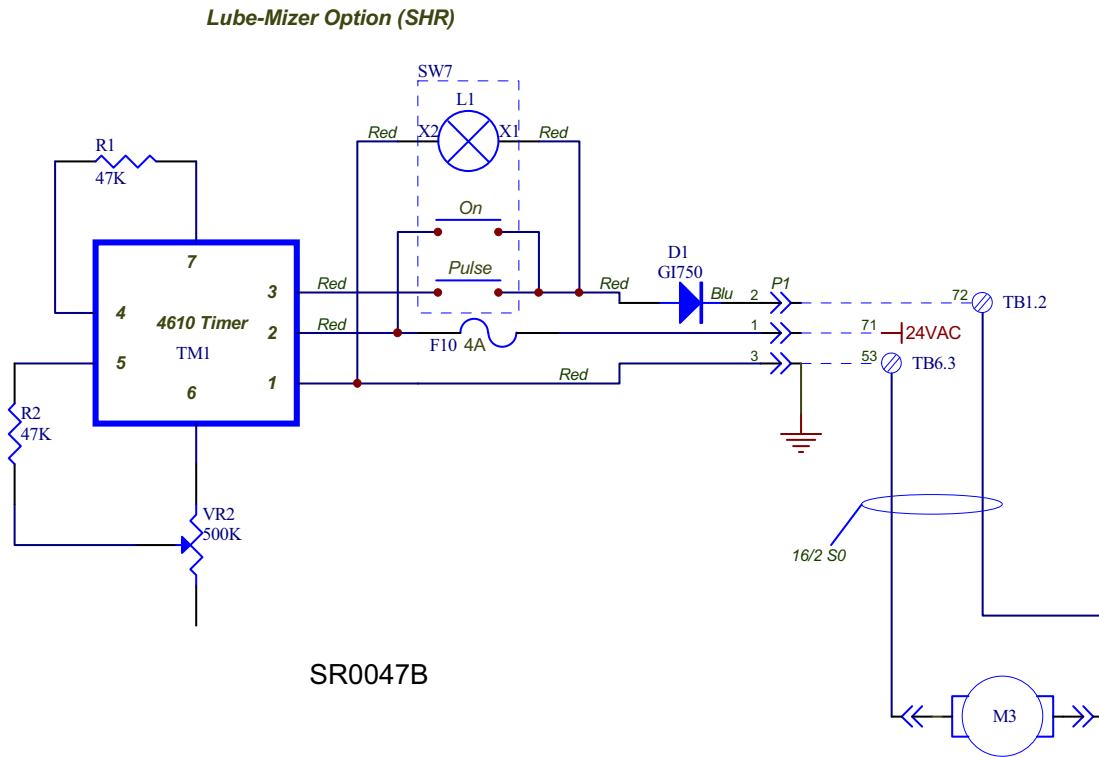 Lube-Mizer Option (SHR)
SW7
L1
Red
X2
X1
Red
R1
47K
On
Pulse
7
4610 Timer
TM1
4
5
6
3
2
1
Red
Red
F10
4A
Red
Red
D1
GI750
Blu
P1
2
1
3
72
TB1.2
71
24VAC
53
TB6.3
R2
47K
VR2
500K
16/2 S0
SR0047B
M3